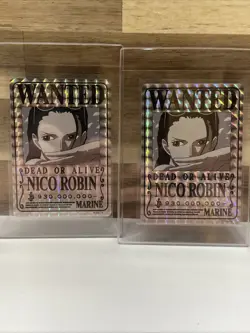 WANTED
DEAD OR ALIVE
NICO ROBIN
930,000,000-
MARINE
WANTED
DEAD OR ALIVE
NICO ROBIN
930,000,000-
MARINE